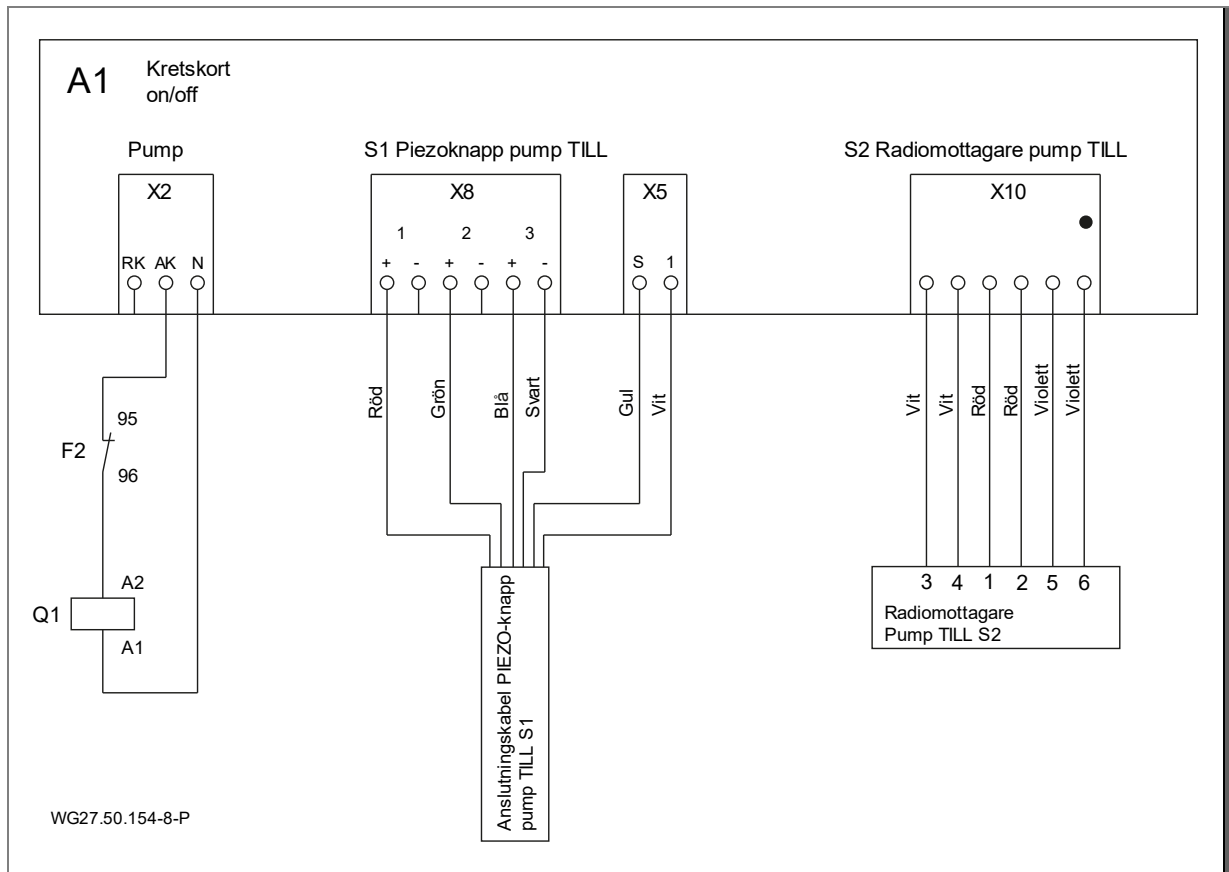 A1
Kretskort
on/off
Pump
S1 Piezoknapp pump TILL
S2 Radiomottagare pump TILL
X2
X8
X5
X10
1 2 3
RK AK N
+ - + - + -
S 1
Röd
Grön
Blå
Svart
Gul
Vit
Vit
Vit
Röd
Röd
Violett
Violett
95
F2
96
A2
Q1
A1
3 4 1 2 5 6
Radiomottagare
Pump TILL S2
Anslutningskabel PIEZO-knapp
pump TILL S1
WG27.50.154-8-P